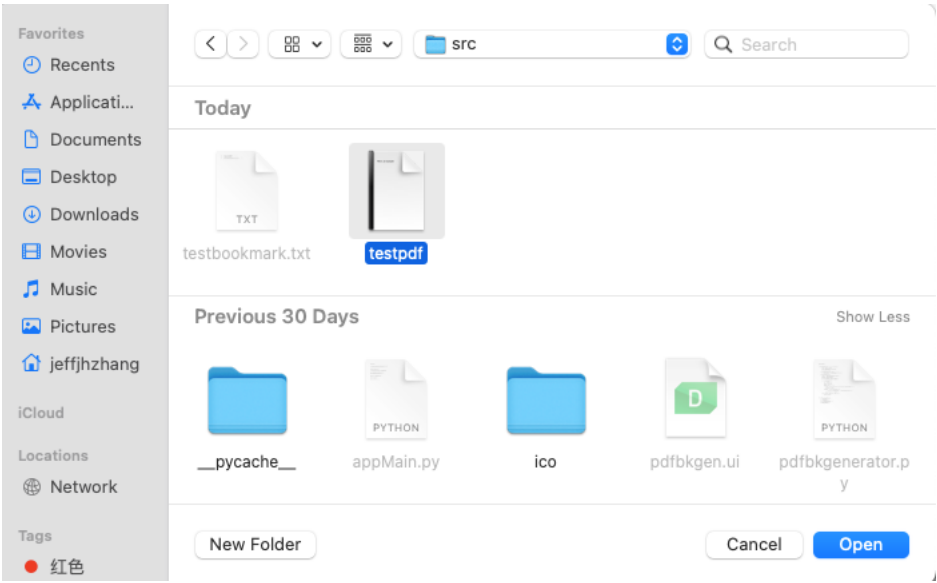 Favorites
Recents
Applicati...
Documents
Desktop
Downloads
Movies
Music
Pictures
jeffjhzhang
iCloud
Locations
Network
Tags
红色
src
Search
Today
TXT
testbookmark.txt
testpdf
Previous 30 Days
Show Less
__pycache__
PYTHON
appMain.py
ico
D
pdfbkgen.ui
PYTHON
pdfbkgenerator.p
y
New Folder
Cancel
Open